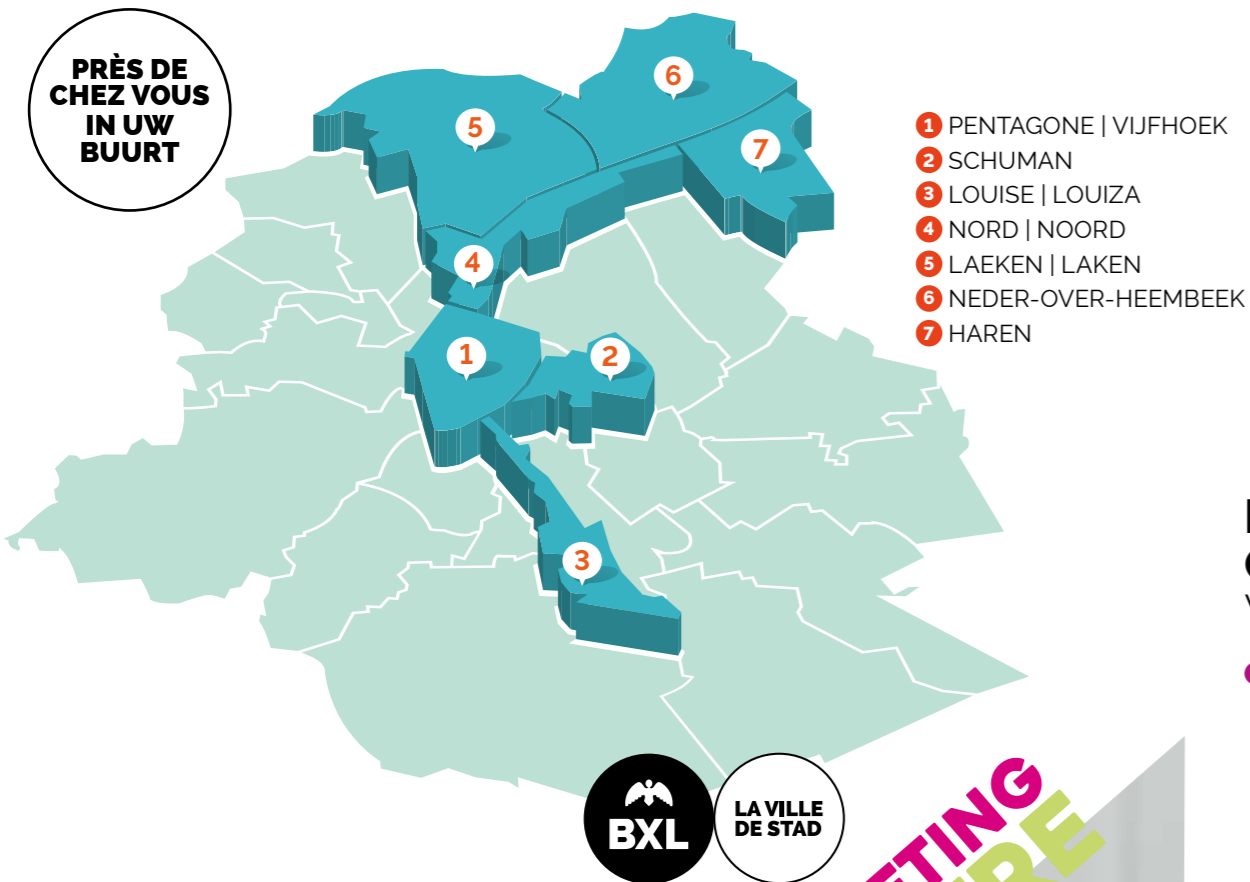 PRÈS DE
CHEZ VOUS
IN UW
BUURT
6
5
7
4
1
2
3
1 PENTAGONE | VIJFHOEK
2 SCHUMAN
3 LOUISE | LOUIZA
4 NORD | NOORD
5 LAEKEN | LAKEN
6 NEDER-OVER-HEEMBEEK
7 HAREN
BXL
LA VILLE
DE STAD